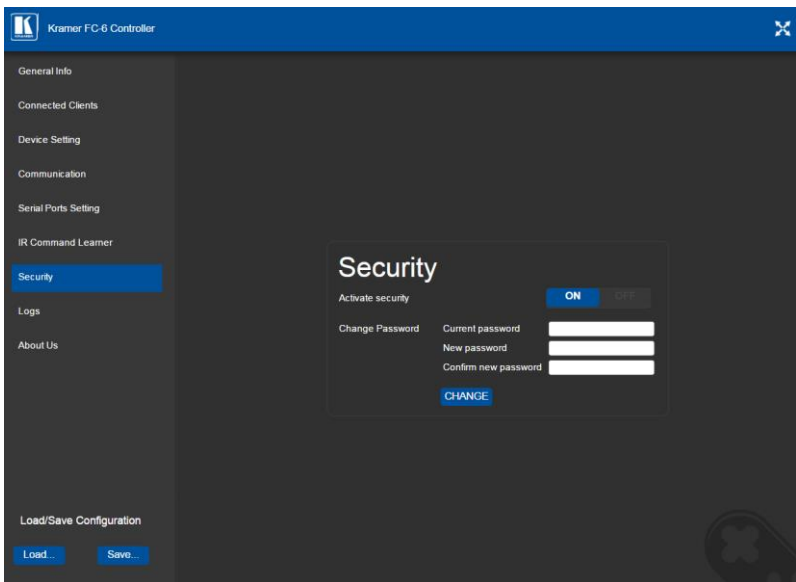 Kramer FC-6 Controller
General Info
Connected Clients
Device Setting
Communication
Serial Ports Setting
IR Command Learner
Security
Logs
About Us
Load/Save Configuration
Load... Save...
Security
Activate security ON OFF
Change Password Current password
New password
Confirm new password
CHANGE